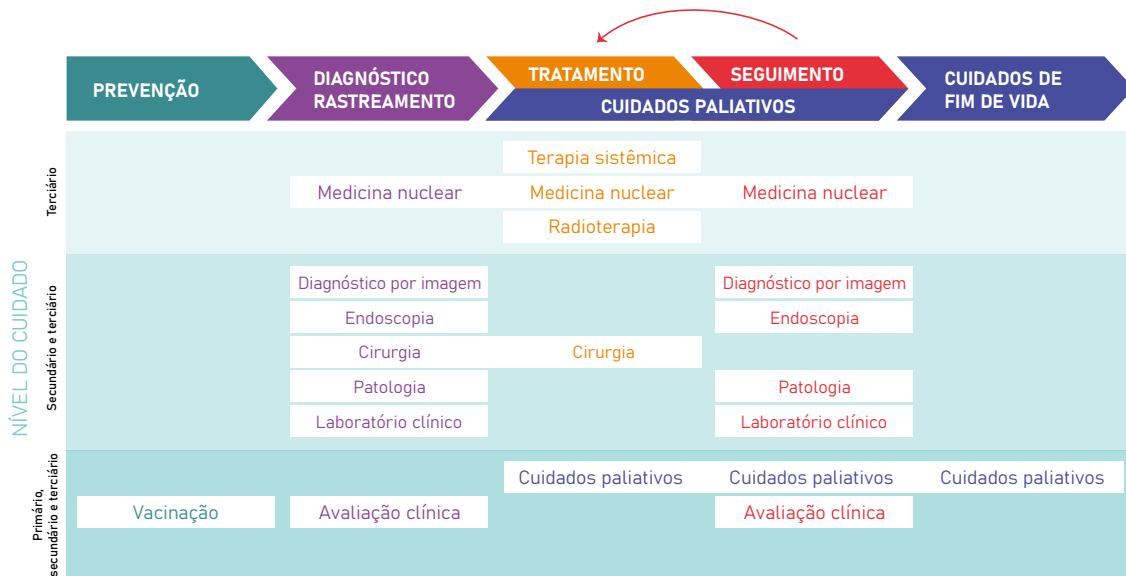 PREVENÇÃO
DIAGNÓSTICO
RASTREAMENTO
TRATAMENTO
SEGUIMENTO
CUIDADOS PALIATIVOS
CUIDADOS DE
FIM DE VIDA
NÍVEL DO CUIDADO
Terciário
Terapia sistêmica
Medicina nuclear
Medicina nuclear
Medicina nuclear
Radioterapia
Secundário e terciário
Diagnóstico por imagem
Diagnóstico por imagem
Endoscopia
Endoscopia
Cirurgia
Cirurgia
Patologia
Patologia
Laboratório clínico
Laboratório clínico
Primário,
secundário e terciário
Cuidados paliativos
Cuidados paliativos
Cuidados paliativos
Vacinação
Avaliação clínica
Avaliação clínica